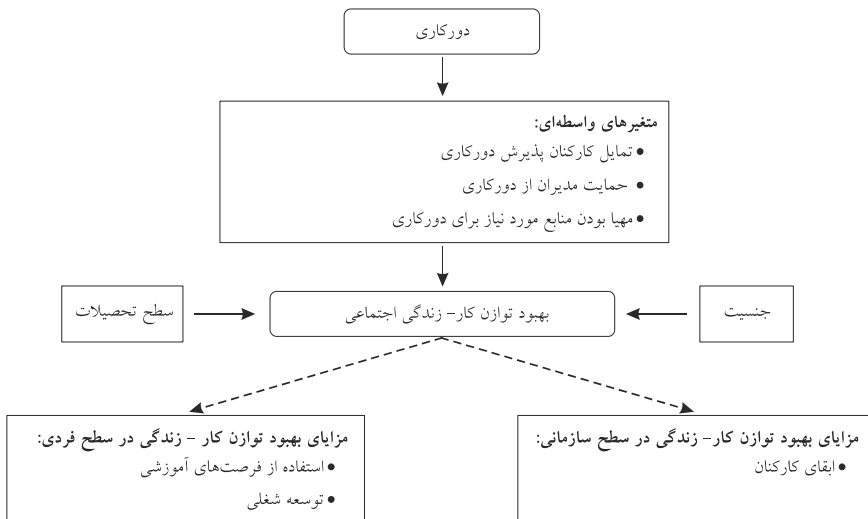 دورکاری
متغیرهای واسطه‌ای:
• تمایل کارکنان پذیرش دورکاری
• حمایت مدیران از دورکاری
• مهیا بودن منابع مورد نیاز برای دورکاری
جنسیت
بهبود توازن کار- زندگی اجتماعی
سطح تحصیلات
مزایای بهبود توازن کار- زندگی در سطح سازمانی:
• ابقای کارکنان
مزایای بهبود توازن کار - زندگی در سطح فردی:
• استفاده از فرصت‌های آموزشی
• توسعه شغلی